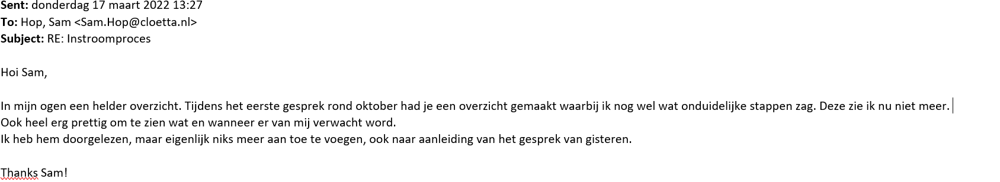 Sent: donderdag 17 maart 2022 13:27
To: Hop, Sam <Sam.Hop@cloetta.nl>
Subject: RE: Instroomproces
Hoi Sam,
In mijn ogen een helder overzicht. Tijdens het eerste gesprek rond oktober had je een overzicht gemaakt waarbij ik nog wel wat onduidelijke stappen zag. Deze zie ik nu niet meer.
Ook heel erg prettig om te zien wat en wanneer er van mij verwacht word.
Ik heb hem doorgelezen, maar eigenlijk niks meer aan toe te voegen, ook naar aanleiding van het gesprek van gisteren.
Thanks Sam!